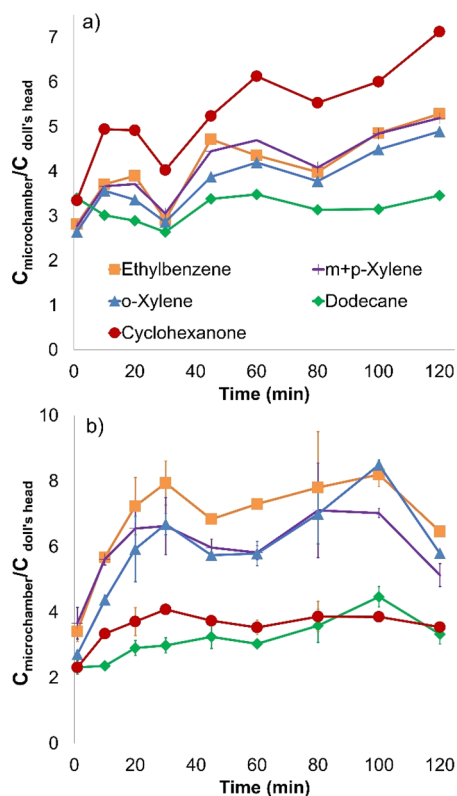 a)
7
6
5
4
3
2
1
0
C microchamber/C doll's head
Ethylbenzene
m+p-Xylene
o-Xylene
Dodecane
Cyclohexanone
0 20 40 60 80 100 120
Time (min)
b)
10
8
6
4
2
0
C microchamber/C doll's head
0 20 40 60 80 100 120
Time (min)